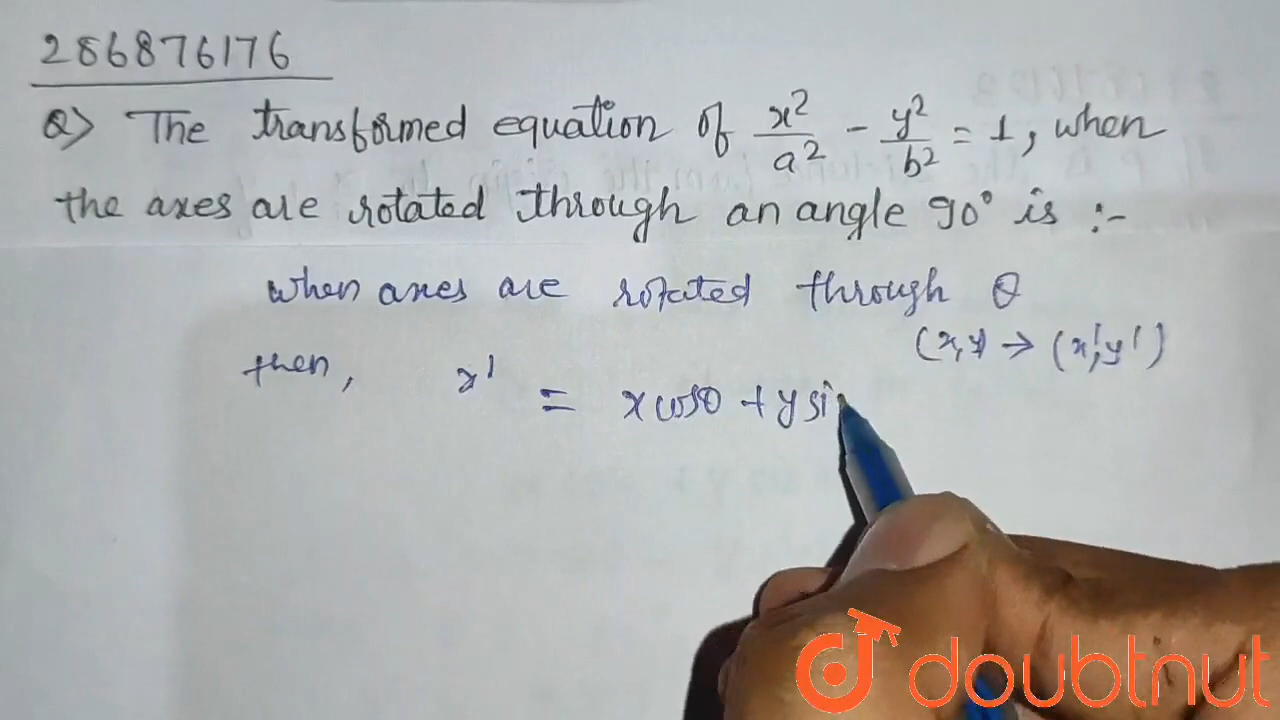 286876176
Q> The transformed equation of x²/a² - y²/b² = 1, when
the axes are rotated through an angle 90° is :-
when axes are rotated through θ
(x,y) → (x',y')
then, x' = x cosθ + y si
doubtnut